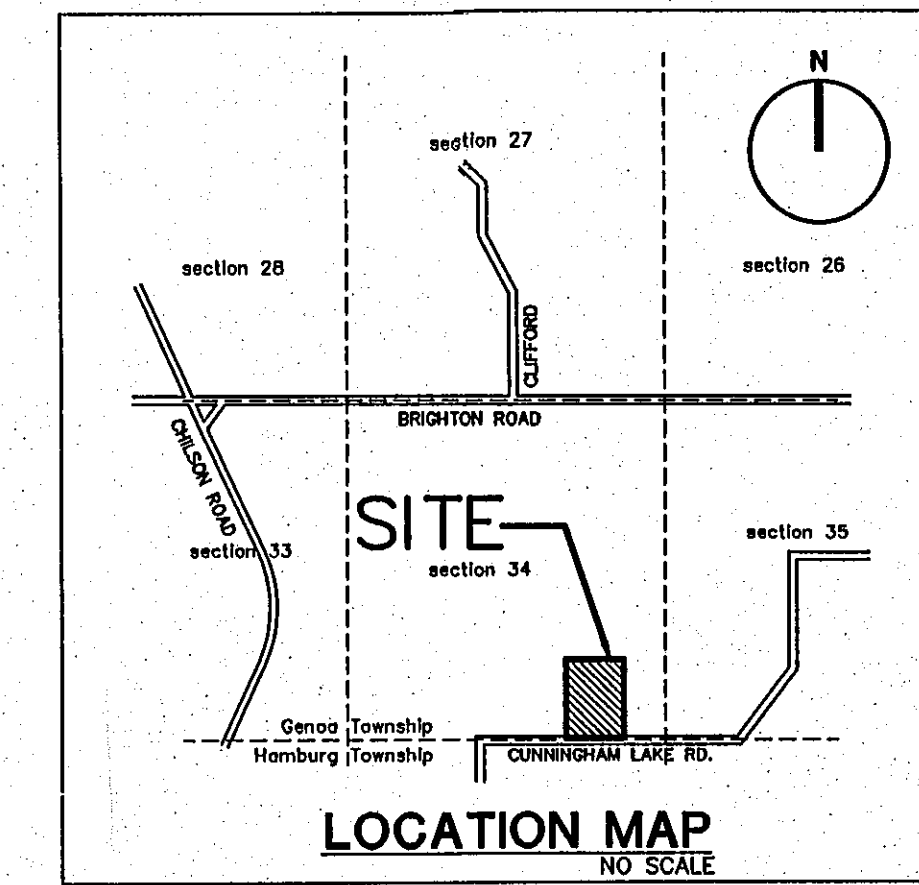 N
section 27
section 28
section 26
CLIFFORD
BRIGHTON ROAD
CHILSON ROAD
SITE
section 35
section 33
section 34
Genoa Township
Hamburg Township
CUNNINGHAM LAKE RD.
LOCATION MAP
NO SCALE